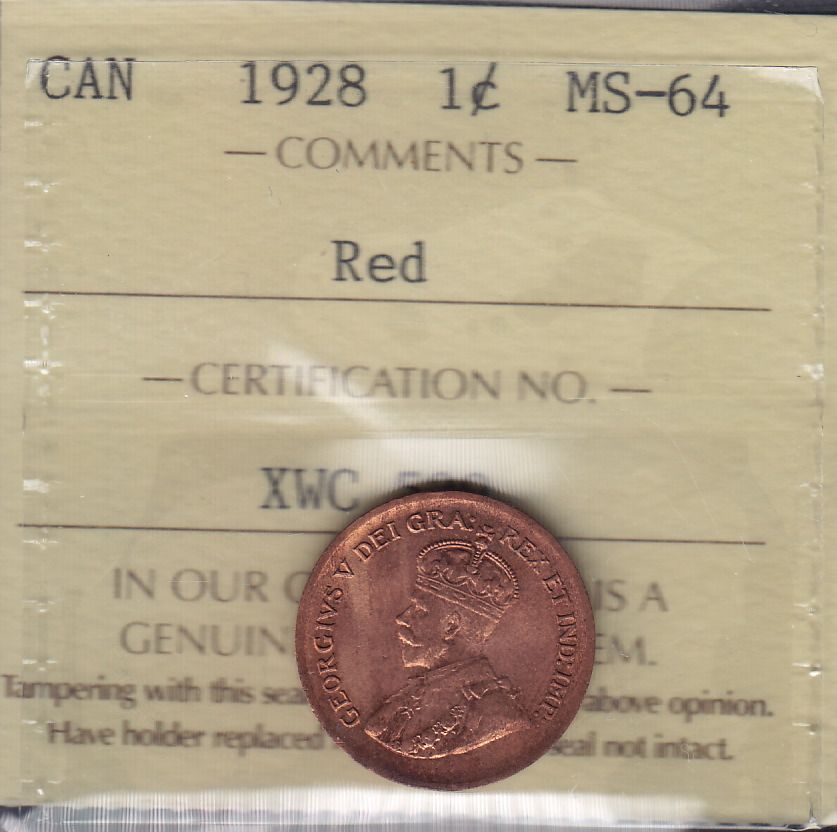 CAN 1928 1¢ MS-64
— COMMENTS —
Red
— CERTIFICATION NO. —
XWC
IN OUR IS A
GENUIN EM.
Tampering with this sea above opinion.
Have holder replaced seal not intact.
GEORGIVS V DEI GRA: REX ET IND:IMP: